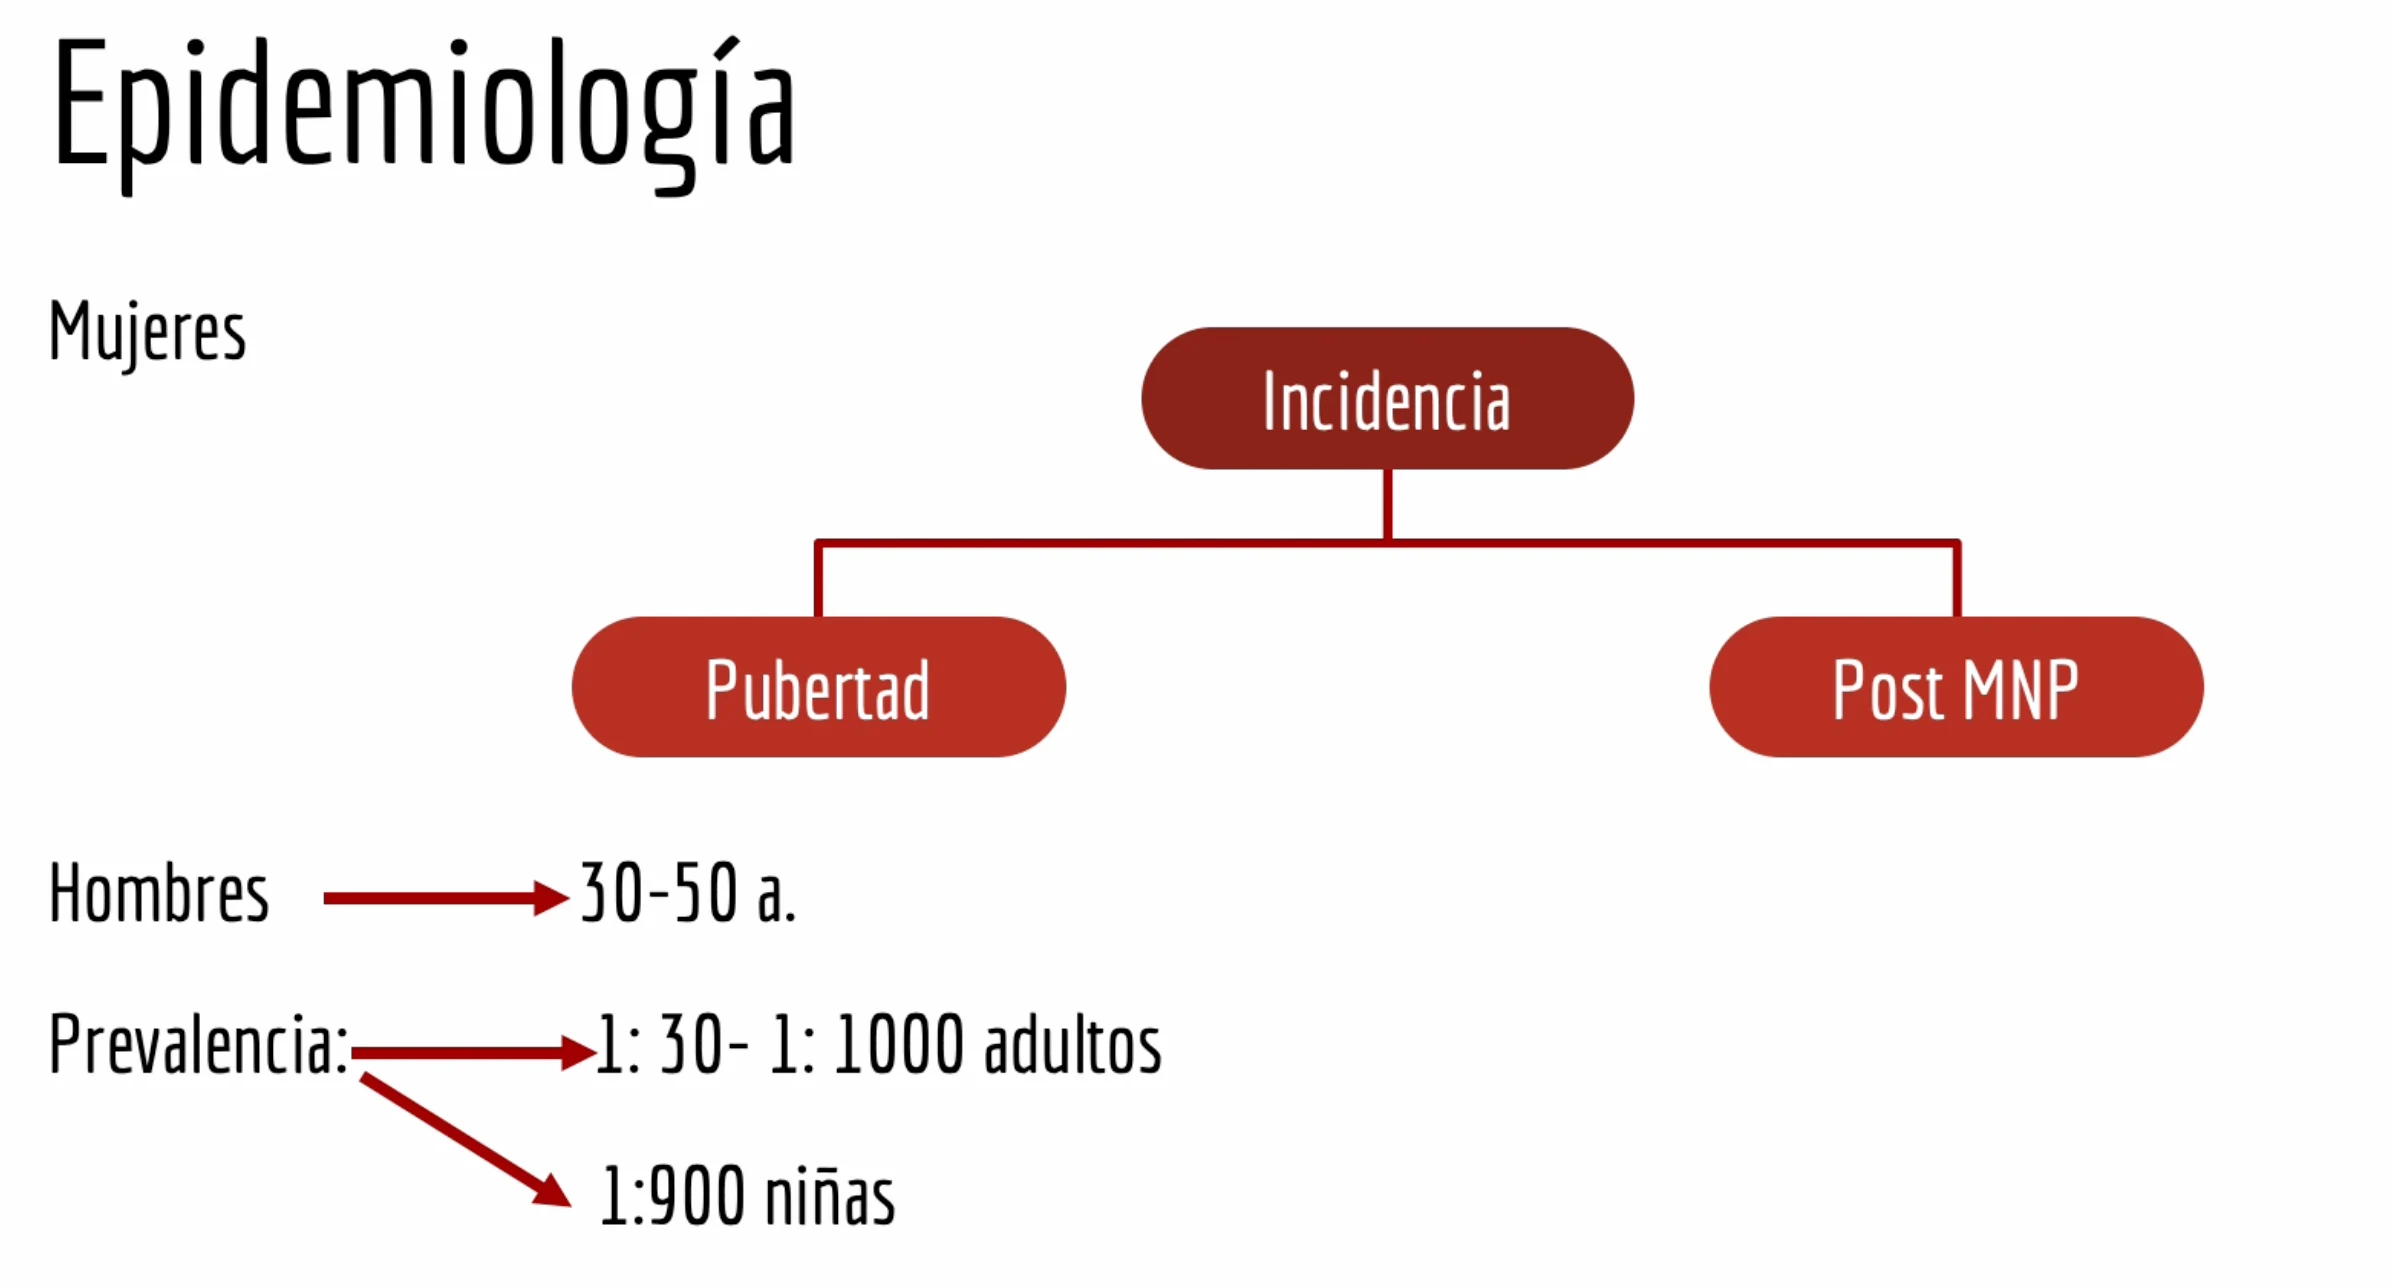 Epidemiología
Mujeres
Incidencia
Pubertad
Post MNP
Hombres
30-50 a.
Prevalencia:
1: 30- 1: 1000 adultos
1:900 niñas